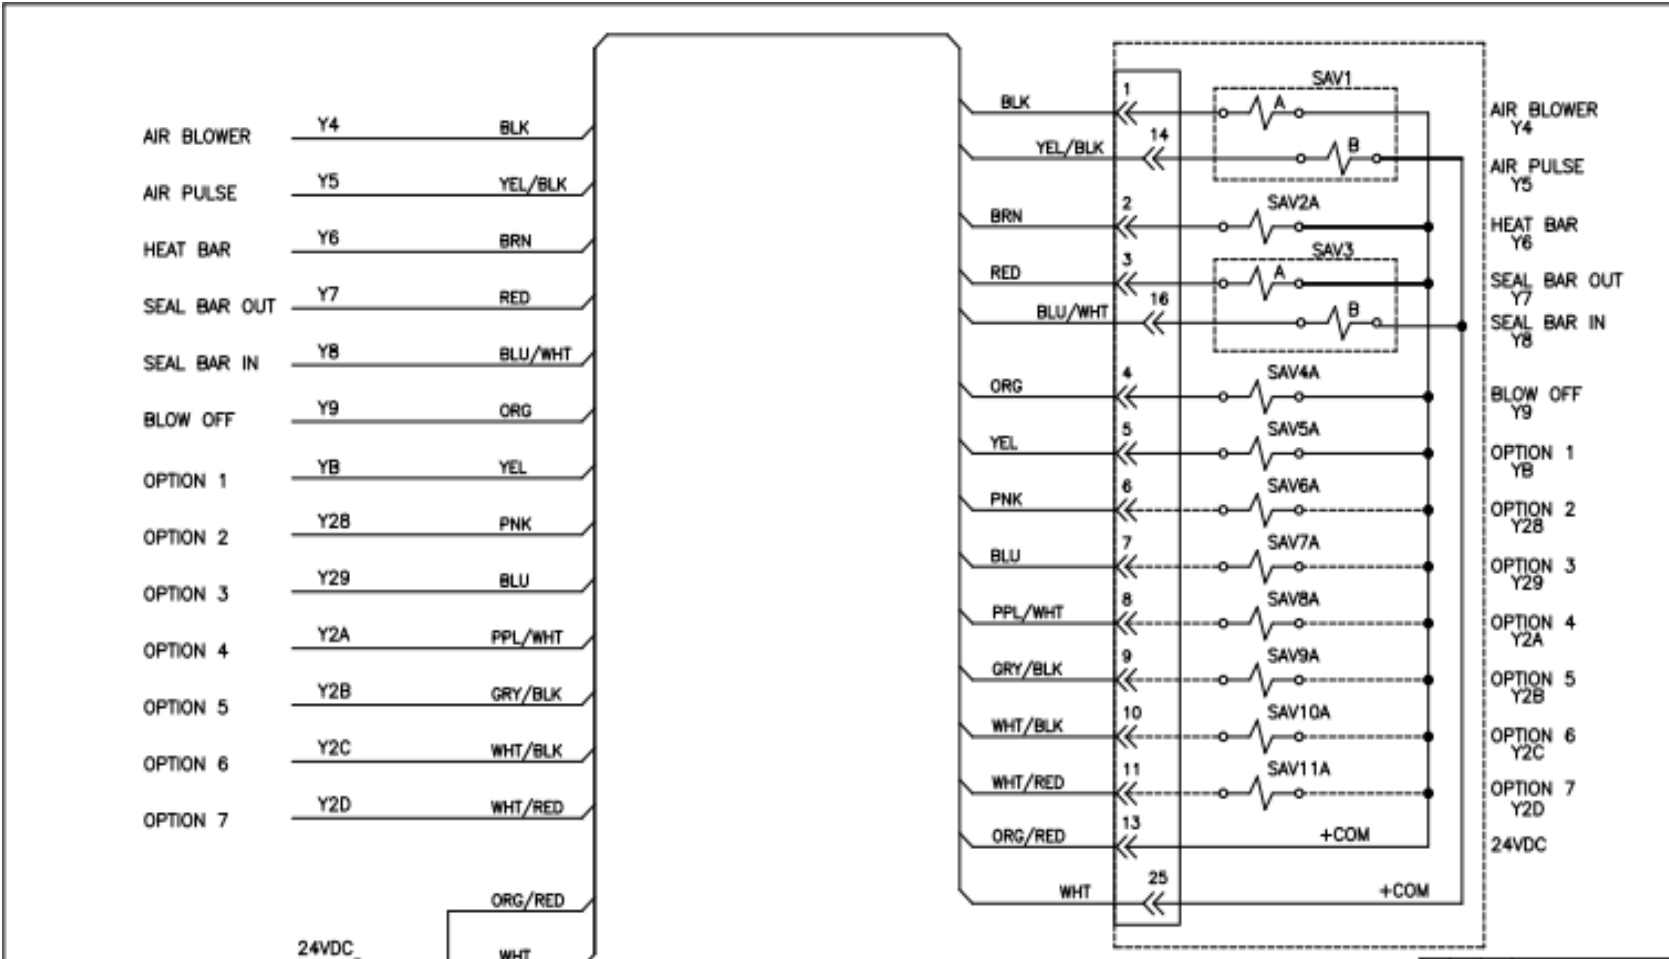 AIR BLOWER Y4 BLK
AIR PULSE Y5 YEL/BLK
HEAT BAR Y6 BRN
SEAL BAR OUT Y7 RED
SEAL BAR IN Y8 BLU/WHT
BLOW OFF Y9 ORG
OPTION 1 YB YEL
OPTION 2 Y28 PNK
OPTION 3 Y29 BLU
OPTION 4 Y2A PPL/WHT
OPTION 5 Y2B GRY/BLK
OPTION 6 Y2C WHT/BLK
OPTION 7 Y2D WHT/RED
ORG/RED
24VDC
WHT
SAV1
BLK 1 A AIR BLOWER
Y4
YEL/BLK 14 B AIR PULSE
Y5
BRN 2 SAV2A HEAT BAR
Y6
SAV3
RED 3 A SEAL BAR OUT
Y7
BLU/WHT 16 B SEAL BAR IN
Y8
ORG 4 SAV4A BLOW OFF
Y9
YEL 5 SAV5A OPTION 1
YB
PNK 6 SAV6A OPTION 2
Y28
BLU 7 SAV7A OPTION 3
Y29
PPL/WHT 8 SAV8A OPTION 4
Y2A
GRY/BLK 9 SAV9A OPTION 5
Y2B
WHT/BLK 10 SAV10A OPTION 6
Y2C
WHT/RED 11 SAV11A OPTION 7
Y2D
ORG/RED 13 +COM 24VDC
WHT 25 +COM